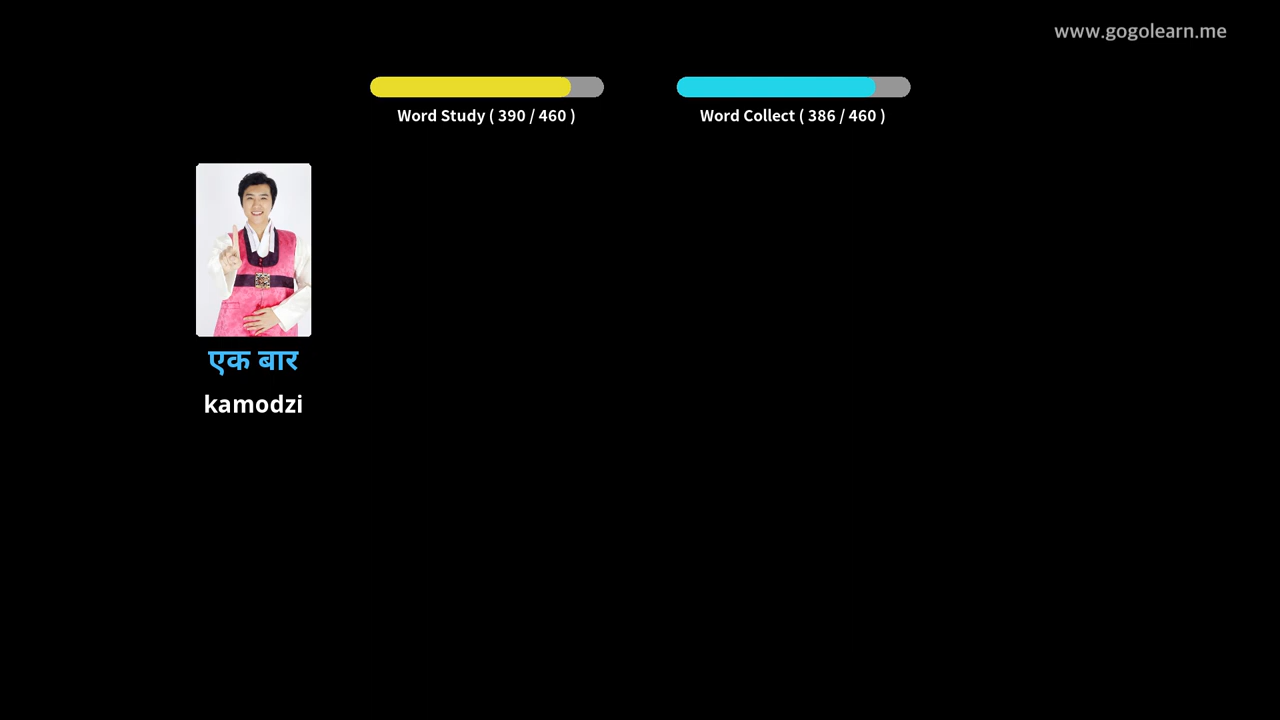 www.gogolearn.me
Word Study ( 390 / 460 )
Word Collect ( 386 / 460 )
एक बार
kamodzi